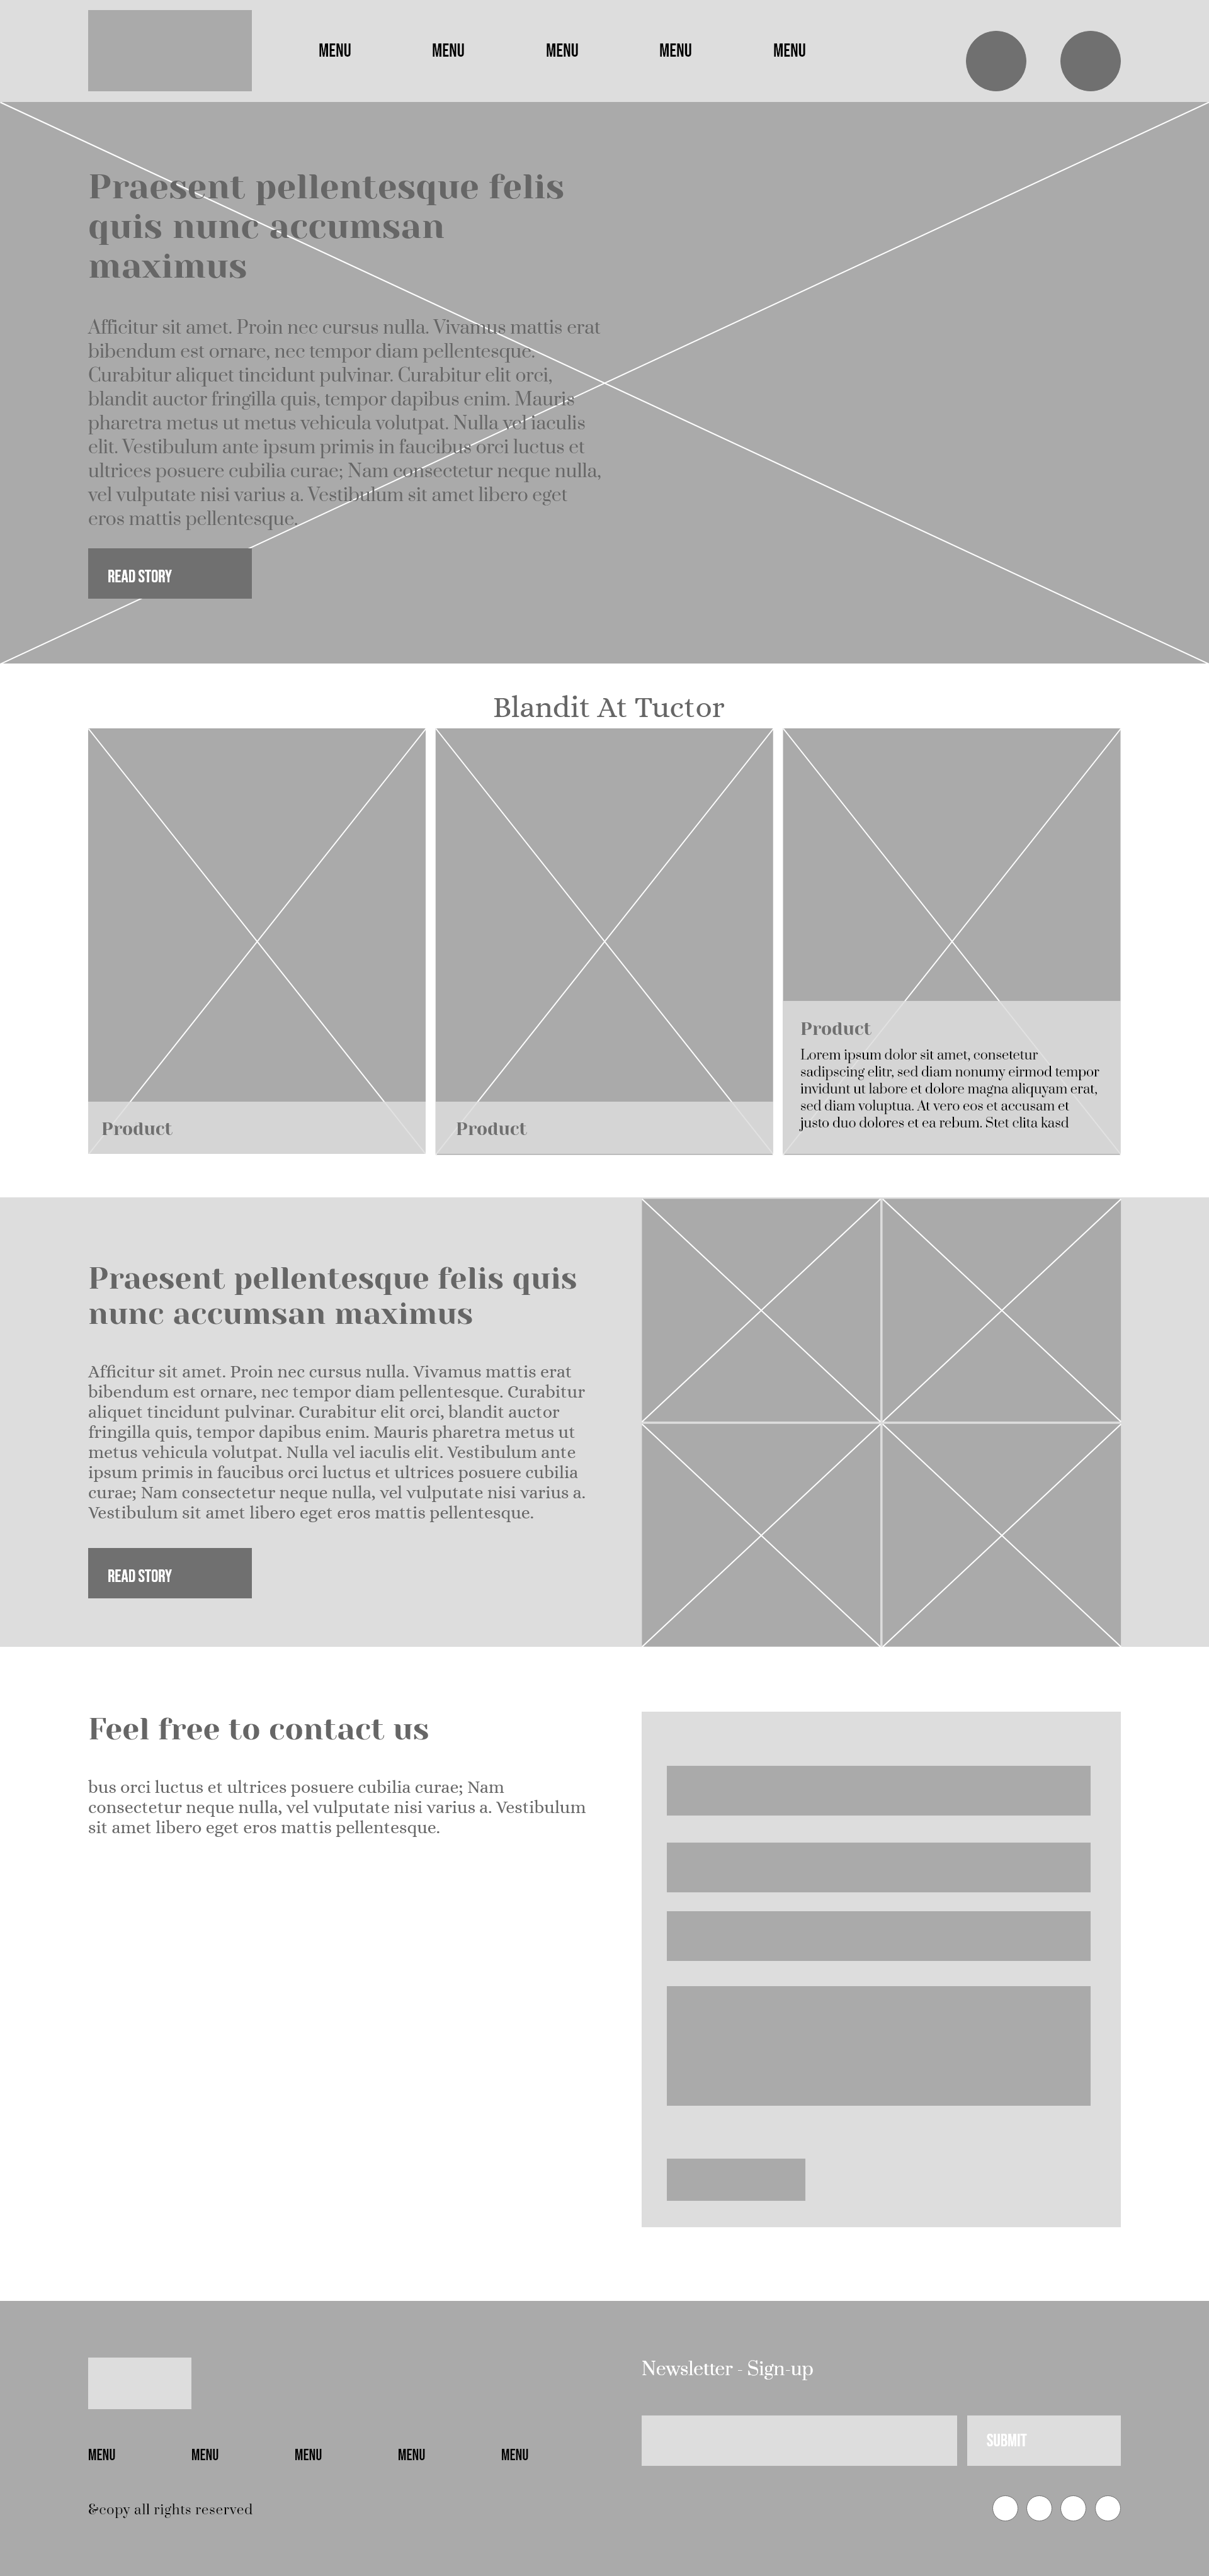 MENU MENU MENU MENU MENU
Praesent pellentesque felis
quis nunc accumsan
maximus
Afficitur sit amet. Proin nec cursus nulla. Vivamus mattis erat
bibendum est ornare, nec tempor diam pellentesque.
Curabitur aliquet tincidunt pulvinar. Curabitur elit orci,
blandit auctor fringilla quis, tempor dapibus enim. Mauris
pharetra metus ut metus vehicula volutpat. Nulla vel iaculis
elit. Vestibulum ante ipsum primis in faucibus orci luctus et
ultrices posuere cubilia curae; Nam consectetur neque nulla,
vel vulputate nisi varius a. Vestibulum sit amet libero eget
eros mattis pellentesque.
READ STORY
Blandit At Tuctor
Product
Product
Product
Lorem ipsum dolor sit amet, consetetur
sadipscing elitr, sed diam nonumy eirmod tempor
invidunt ut labore et dolore magna aliquyam erat,
sed diam voluptua. At vero eos et accusam et
justo duo dolores et ea rebum. Stet clita kasd
Praesent pellentesque felis quis
nunc accumsan maximus
Afficitur sit amet. Proin nec cursus nulla. Vivamus mattis erat
bibendum est ornare, nec tempor diam pellentesque. Curabitur
aliquet tincidunt pulvinar. Curabitur elit orci, blandit auctor
fringilla quis, tempor dapibus enim. Mauris pharetra metus ut
metus vehicula volutpat. Nulla vel iaculis elit. Vestibulum ante
ipsum primis in faucibus orci luctus et ultrices posuere cubilia
curae; Nam consectetur neque nulla, vel vulputate nisi varius a.
Vestibulum sit amet libero eget eros mattis pellentesque.
READ STORY
Feel free to contact us
bus orci luctus et ultrices posuere cubilia curae; Nam
consectetur neque nulla, vel vulputate nisi varius a. Vestibulum
sit amet libero eget eros mattis pellentesque.
Newsletter - Sign-up
SUBMIT
MENU MENU MENU MENU MENU
&copy all rights reserved